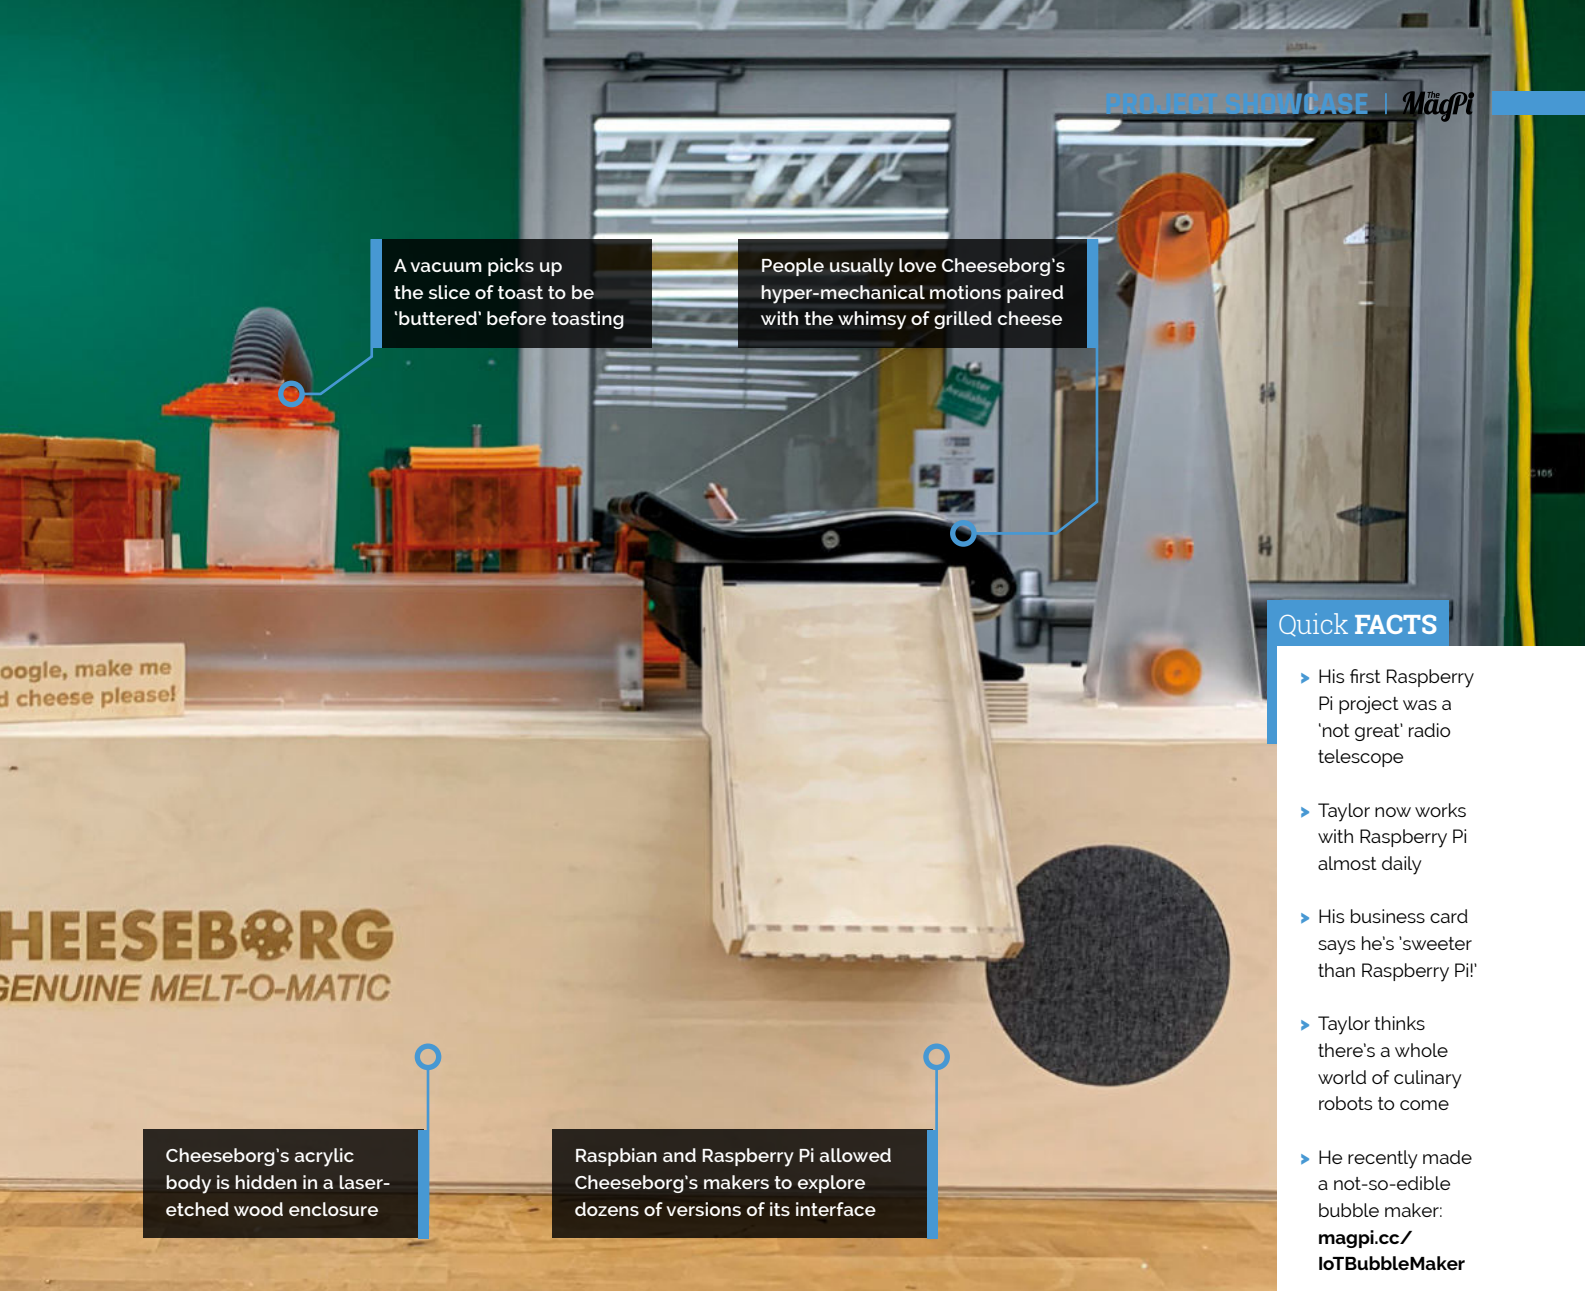 PROJECT SHOWCASE | The MagPi
A vacuum picks up
the slice of toast to be
‘buttered’ before toasting
People usually love Cheeseborg’s
hyper-mechanical motions paired
with the whimsy of grilled cheese
Cluster
Available
C105
oogle, make me
d cheese please!
HEESEBORG
GENUINE MELT-O-MATIC
Cheeseborg’s acrylic
body is hidden in a laser-
etched wood enclosure
Raspbian and Raspberry Pi allowed
Cheeseborg’s makers to explore
dozens of versions of its interface
Quick FACTS
> His first Raspberry
Pi project was a
‘not great’ radio
telescope
> Taylor now works
with Raspberry Pi
almost daily
> His business card
says he’s ‘sweeter
than Raspberry Pi!’
> Taylor thinks
there’s a whole
world of culinary
robots to come
> He recently made
a not-so-edible
bubble maker:
magpi.cc/
IoTBubbleMaker